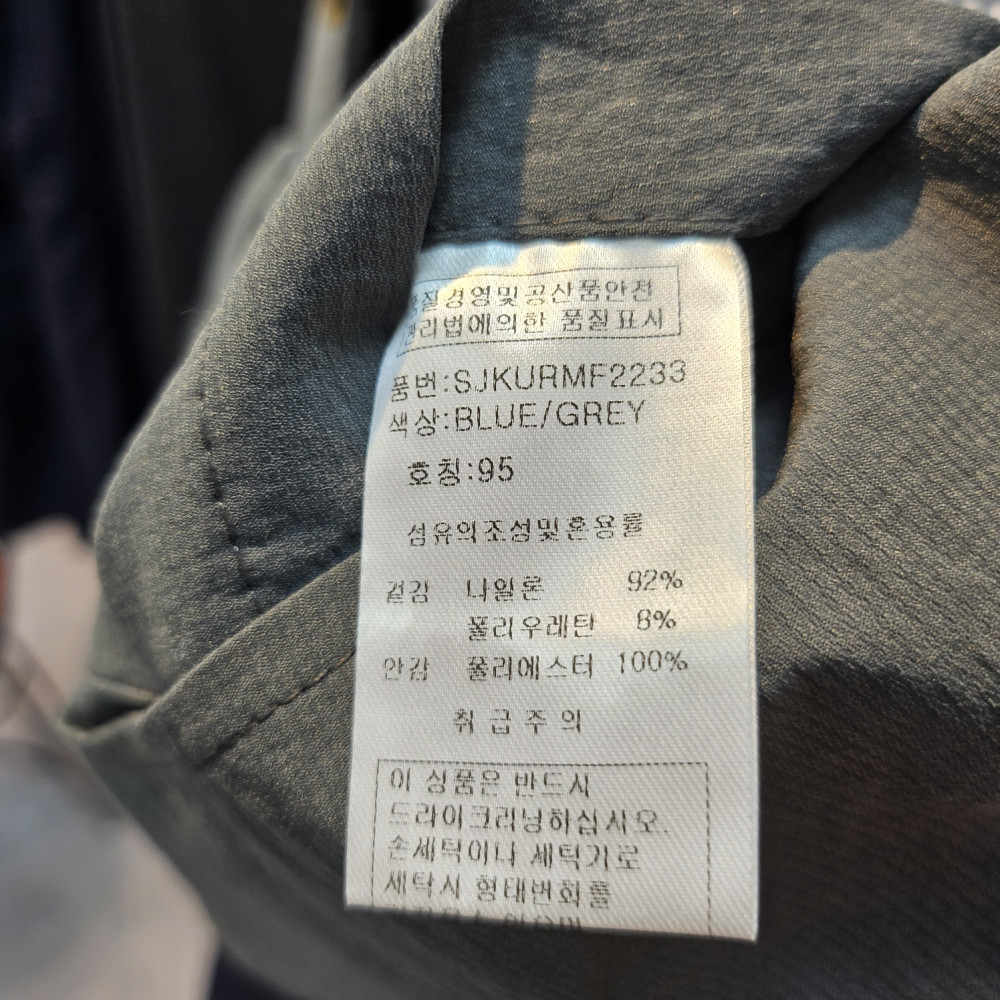 품질경영및공산품안전
관리법에의한 품질표시
품번:SJKURMF2233
색상:BLUE/GREY
호칭:95
섬유의조성및혼용률
겉감 나일론 92%
폴리우레탄 8%
안감 폴리에스터 100%
취급주의
이 상품은 반드시
드라이크리닝하십시오.
손세탁이나 세탁기로
세탁시 형태변화를